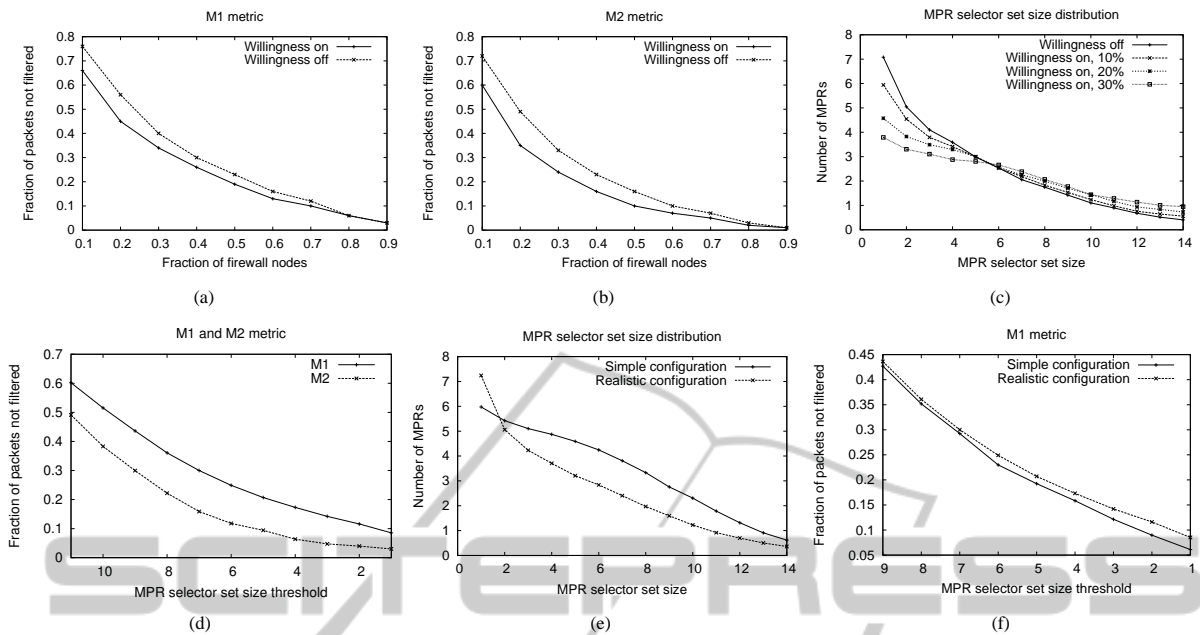 M1 metric
Fraction of packets not filtered
0.8
0.7
0.6
0.5
0.4
0.3
0.2
0.1
0
Willingness on
Willingness off
0.1 0.2 0.3 0.4 0.5 0.6 0.7 0.8 0.9
Fraction of firewall nodes
(a)
M2 metric
Fraction of packets not filtered
0.8
0.7
0.6
0.5
0.4
0.3
0.2
0.1
0
Willingness on
Willingness off
0.1 0.2 0.3 0.4 0.5 0.6 0.7 0.8 0.9
Fraction of firewall nodes
(b)
MPR selector set size distribution
Number of MPRs
8
7
6
5
4
3
2
1
0
Willingness off
Willingness on, 10%
Willingness on, 20%
Willingness on, 30%
0 2 4 6 8 10 12 14
MPR selector set size
(c)
M1 and M2 metric
Fraction of packets not filtered
0.7
0.6
0.5
0.4
0.3
0.2
0.1
0
M1
M2
10 8 6 4 2
MPR selector set size threshold
(d)
MPR selector set size distribution
Number of MPRs
8
7
6
5
4
3
2
1
0
Simple configuration
Realistic configuration
0 2 4 6 8 10 12 14
MPR selector set size
(e)
M1 metric
Fraction of packets not filtered
0.45
0.4
0.35
0.3
0.25
0.2
0.15
0.1
0.05
Simple configuration
Realistic configuration
9 8 7 6 5 4 3 2 1
MPR selector set size threshold
(f)
SCITEPRESS